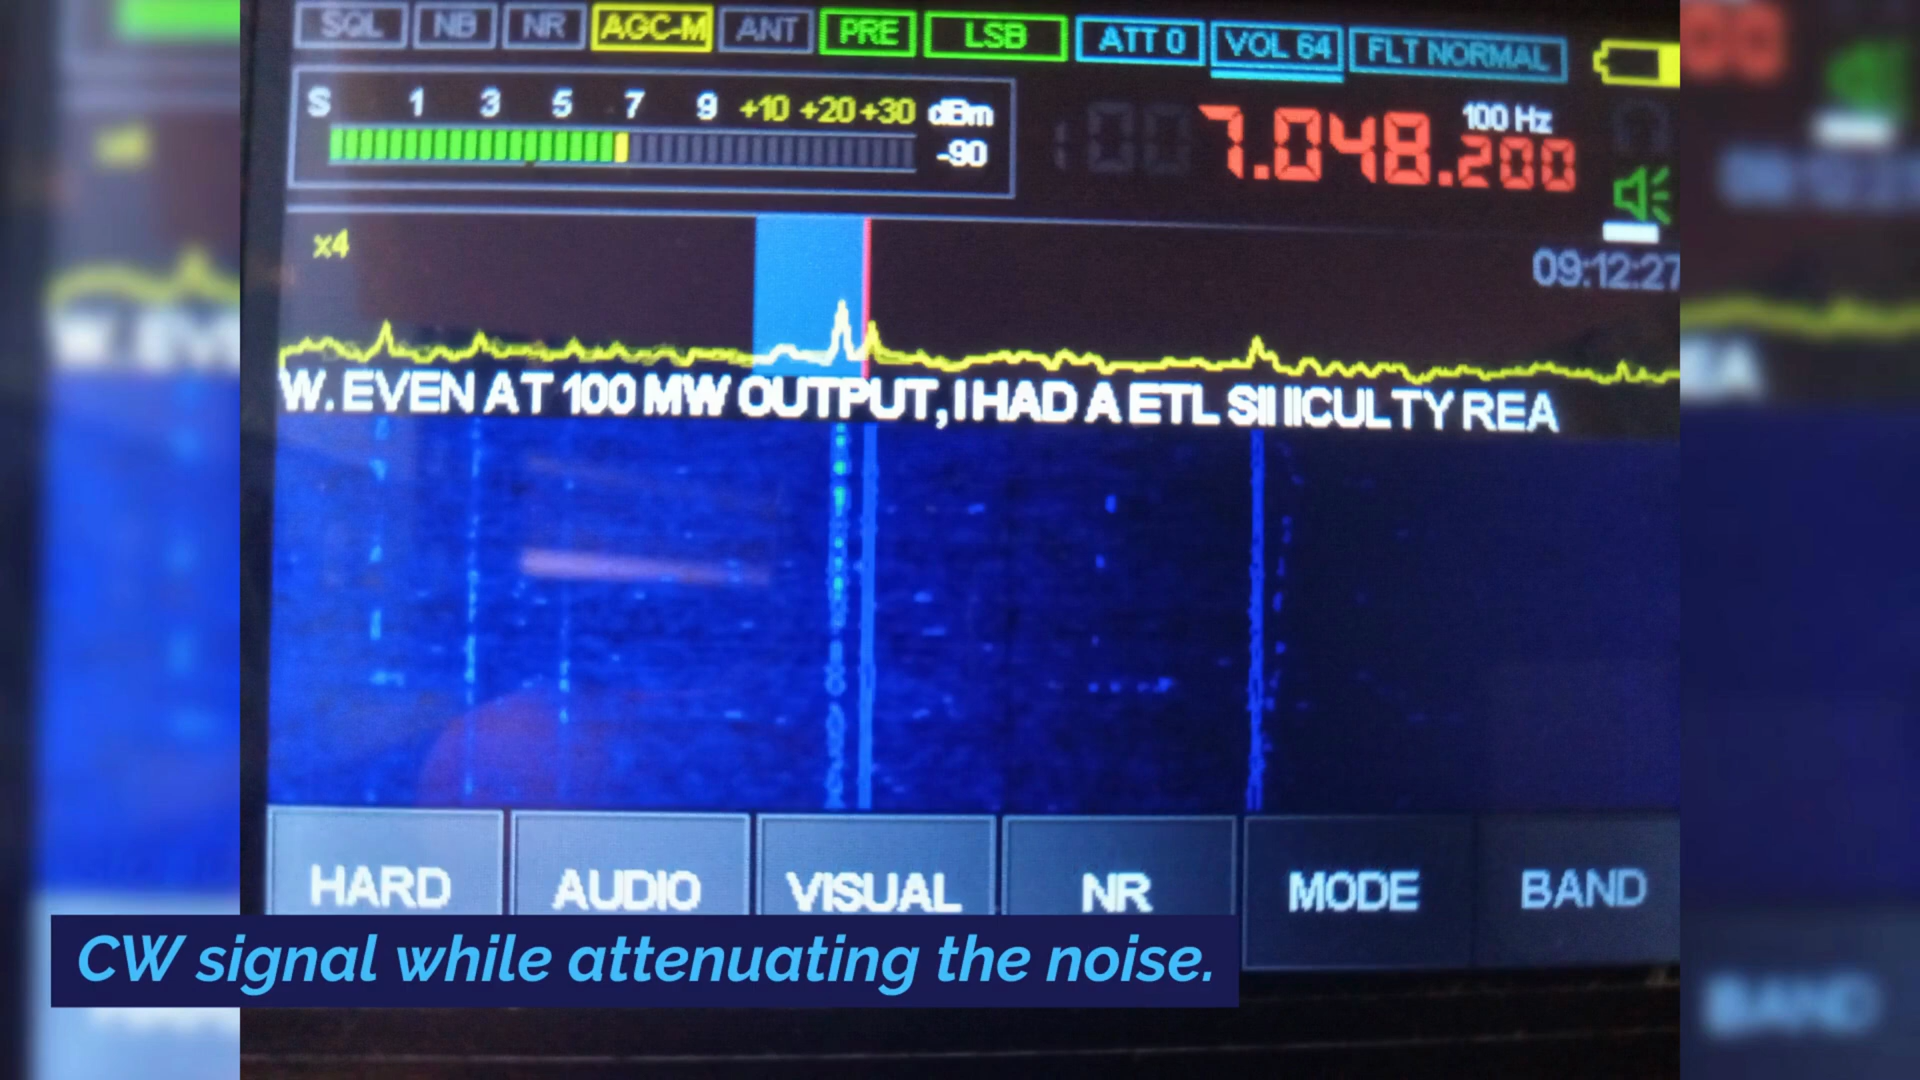 SQL NB NR AGC-M ANT PRE LSB ATT 0 VOL 64 FLT NORMAL
S 1 3 5 7 9 +10 +20 +30 dBm
-90
100 Hz
7.048.200
x4
09:12:27
W. EVEN AT 100 MW OUTPUT, I HAD A ETL SII IICULTY REA
HARD AUDIO VISUAL NR MODE BAND
CW signal while attenuating the noise.